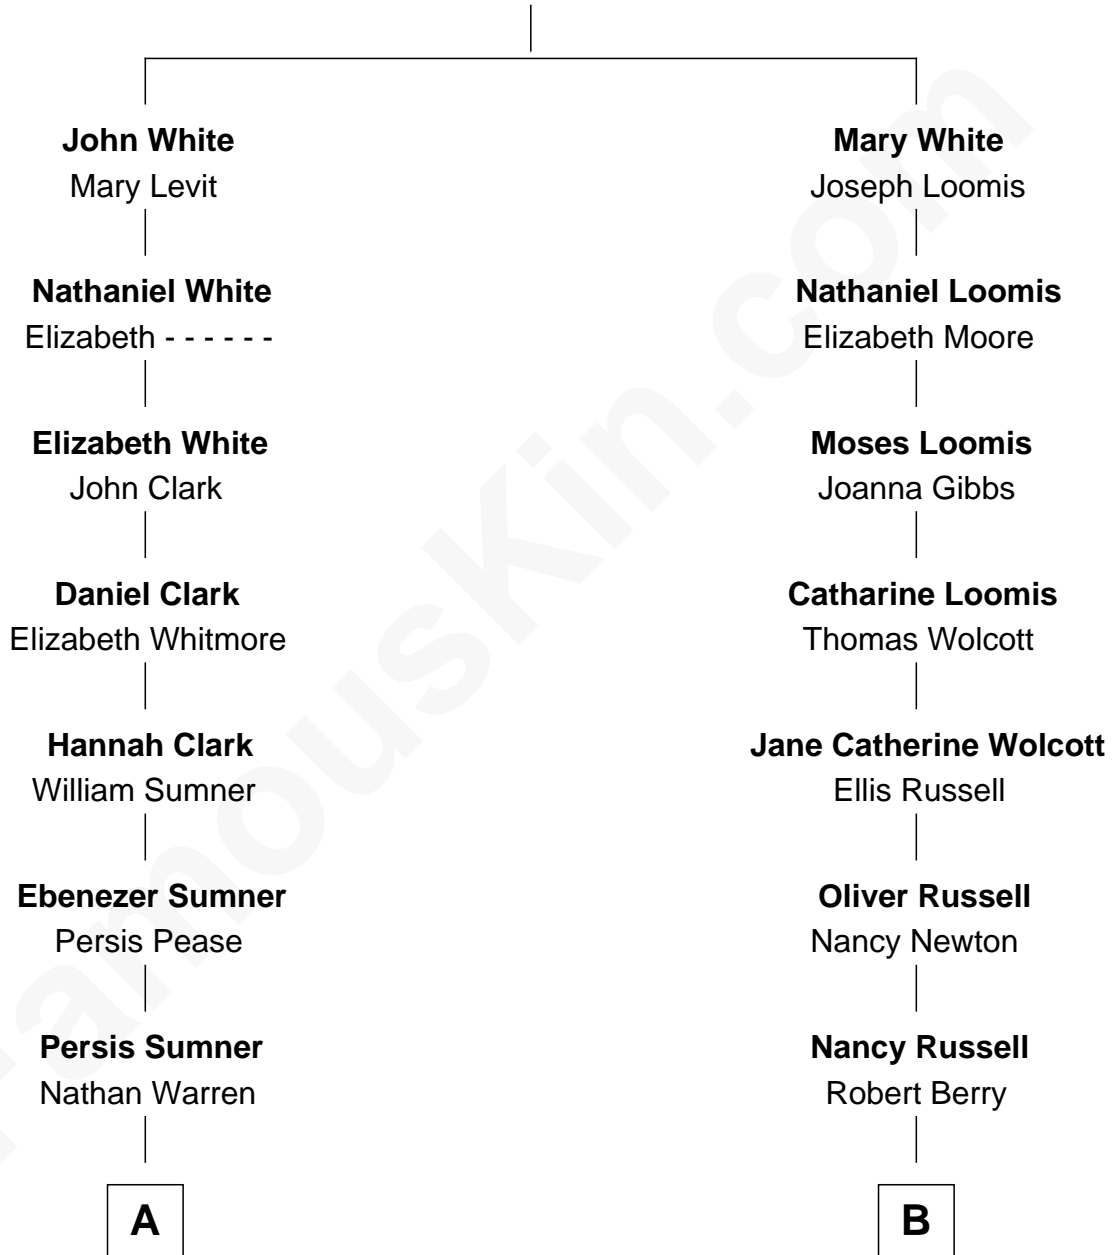 John White
Mary Levit
Nathaniel White
Elizabeth - - - - - -
Elizabeth White
John Clark
Daniel Clark
Elizabeth Whitmore
Hannah Clark
William Sumner
Ebenezer Sumner
Persis Pease
Persis Sumner
Nathan Warren
A
Mary White
Joseph Loomis
Nathaniel Loomis
Elizabeth Moore
Moses Loomis
Joanna Gibbs
Catharine Loomis
Thomas Wolcott
Jane Catherine Wolcott
Ellis Russell
Oliver Russell
Nancy Newton
Nancy Russell
Robert Berry
B
FamousKin.com